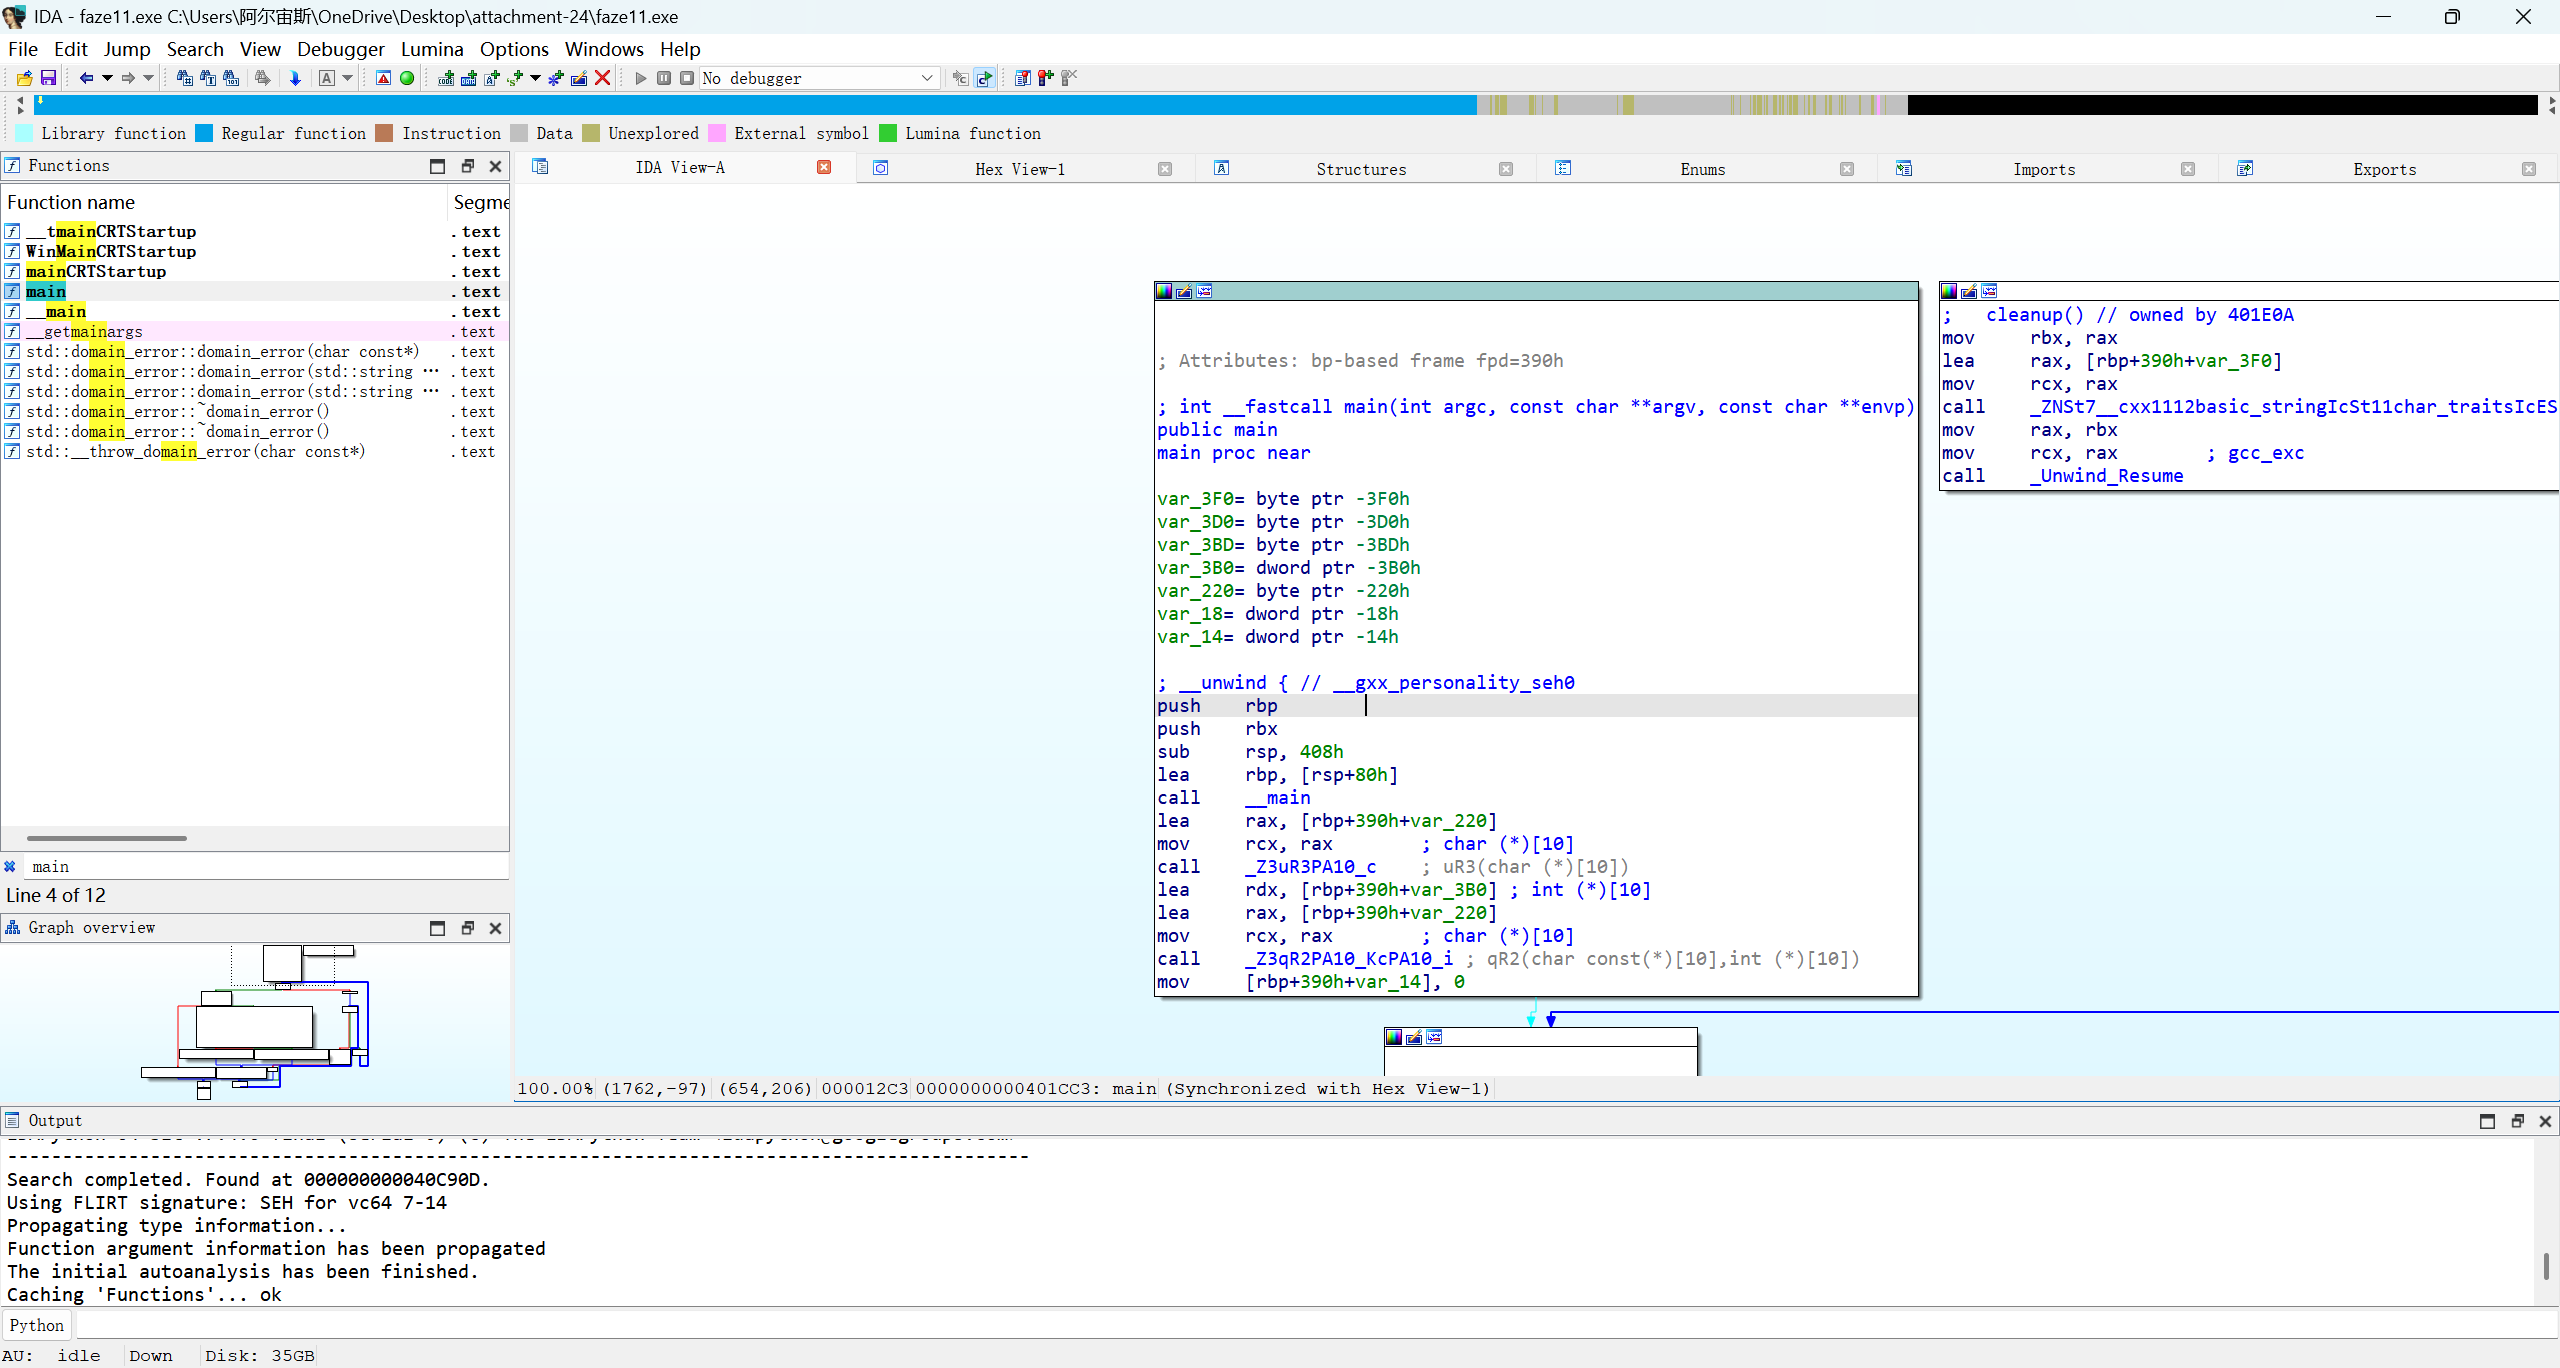 IDA - faze11.exe C:\Users\阿尔宙斯\OneDrive\Desktop\attachment-24\faze11.exe
File Edit Jump Search View Debugger Lumina Options Windows Help
No debugger
Library function Regular function Instruction Data Unexplored External symbol Lumina function
Functions
Function name Segme
__tmainCRTStartup .text
WinMainCRTStartup .text
mainCRTStartup .text
main .text
__main .text
__getmainargs .text
std::domain_error::domain_error(char const*) .text
std::domain_error::domain_error(std::string … .text
std::domain_error::domain_error(std::string … .text
std::domain_error::~domain_error() .text
std::domain_error::~domain_error() .text
std::__throw_domain_error(char const*) .text
main
Line 4 of 12
Graph overview
IDA View-A Hex View-1 Structures Enums Imports Exports
; Attributes: bp-based frame fpd=390h
; int __fastcall main(int argc, const char **argv, const char **envp)
public main
main proc near
var_3F0= byte ptr -3F0h
var_3D0= byte ptr -3D0h
var_3BD= byte ptr -3BDh
var_3B0= dword ptr -3B0h
var_220= byte ptr -220h
var_18= dword ptr -18h
var_14= dword ptr -14h
; __unwind { // __gxx_personality_seh0
push rbp
push rbx
sub rsp, 408h
lea rbp, [rsp+80h]
call __main
lea rax, [rbp+390h+var_220]
mov rcx, rax ; char (*)[10]
call _Z3uR3PA10_c ; uR3(char (*)[10])
lea rdx, [rbp+390h+var_3B0] ; int (*)[10]
lea rax, [rbp+390h+var_220]
mov rcx, rax ; char (*)[10]
call _Z3qR2PA10_KcPA10_i ; qR2(char const(*)[10],int (*)[10])
mov [rbp+390h+var_14], 0
; cleanup() // owned by 401E0A
mov rbx, rax
lea rax, [rbp+390h+var_3F0]
mov rcx, rax
call _ZNSt7__cxx1112basic_stringIcSt11char_traitsIcES
mov rax, rbx
mov rcx, rax ; gcc_exc
call _Unwind_Resume
100.00% (1762,-97) (654,206) 000012C3 0000000000401CC3: main (Synchronized with Hex View-1)
Output
--------------------------------------------------------------------------------------------
Search completed. Found at 000000000040C90D.
Using FLIRT signature: SEH for vc64 7-14
Propagating type information...
Function argument information has been propagated
The initial autoanalysis has been finished.
Caching 'Functions'... ok
Python
AU: idle Down Disk: 35GB